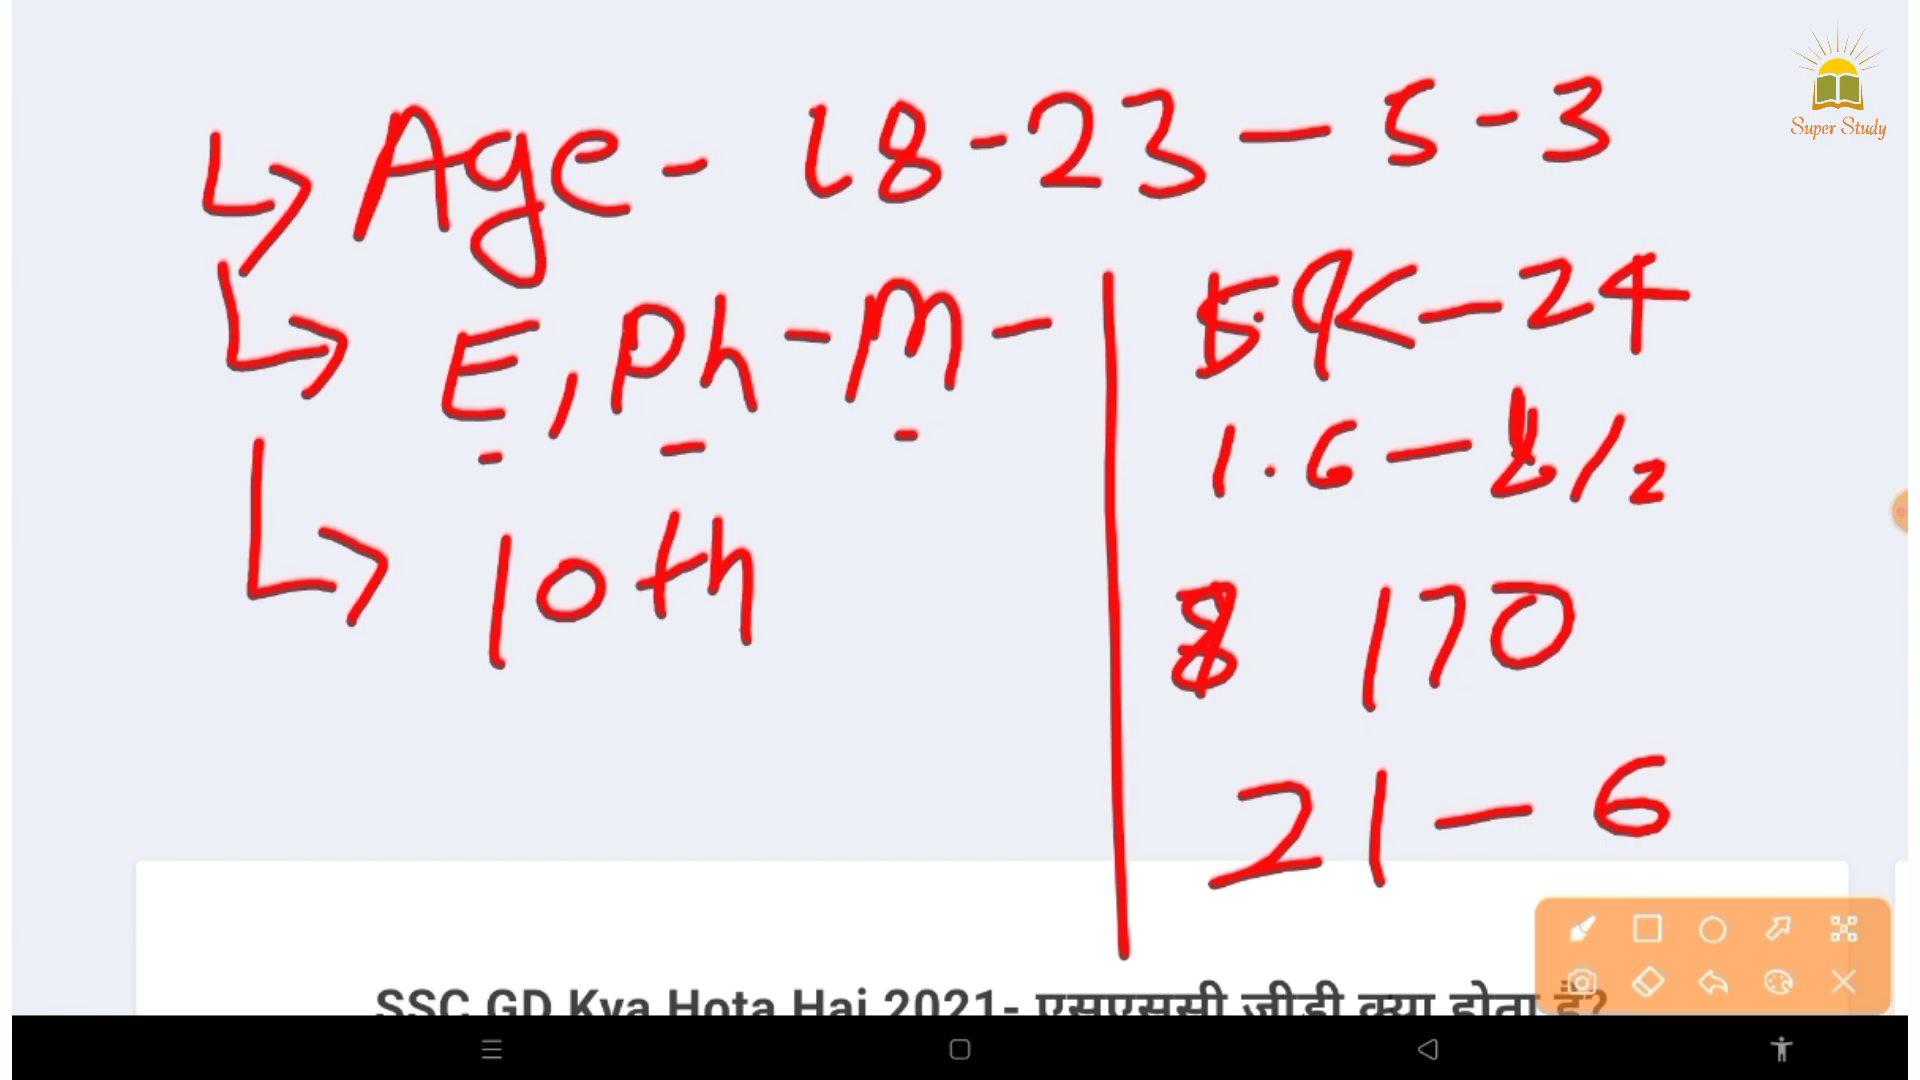 Super Study
Age - 18-23 - 5-3
E, Ph - M -
10th
5K - 24
1.6 - 8 1/2
8 170
21 - 6
SSC GD Kya Hota Hai 2021- एसएससी जीडी क्या होता है?